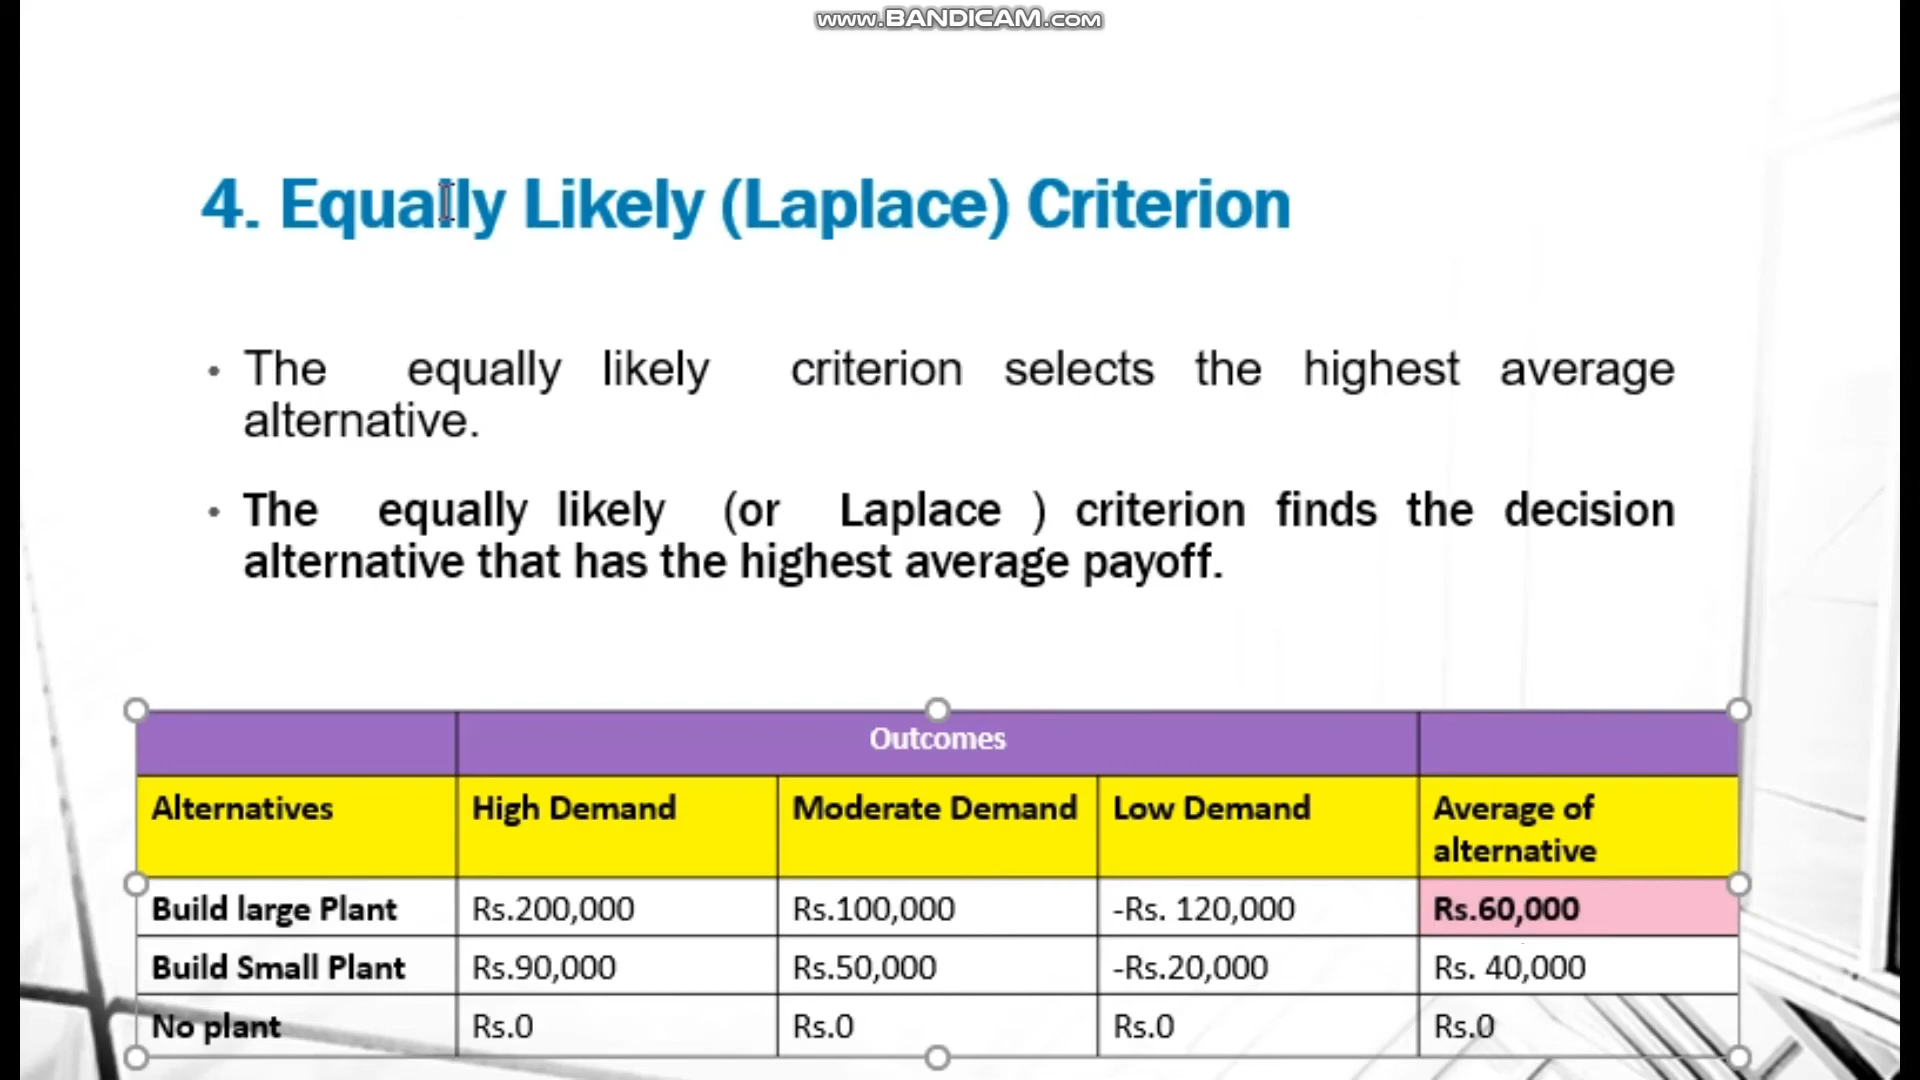 www.BANDICAM.com
4. Equally Likely (Laplace) Criterion
• The equally likely criterion selects the highest average
alternative.
• The equally likely (or Laplace ) criterion finds the decision
alternative that has the highest average payoff.
Outcomes
Alternatives High Demand Moderate Demand Low Demand Average of
alternative
Build large Plant Rs.200,000 Rs.100,000 -Rs. 120,000 Rs.60,000
Build Small Plant Rs.90,000 Rs.50,000 -Rs.20,000 Rs. 40,000
No plant Rs.0 Rs.0 Rs.0 Rs.0